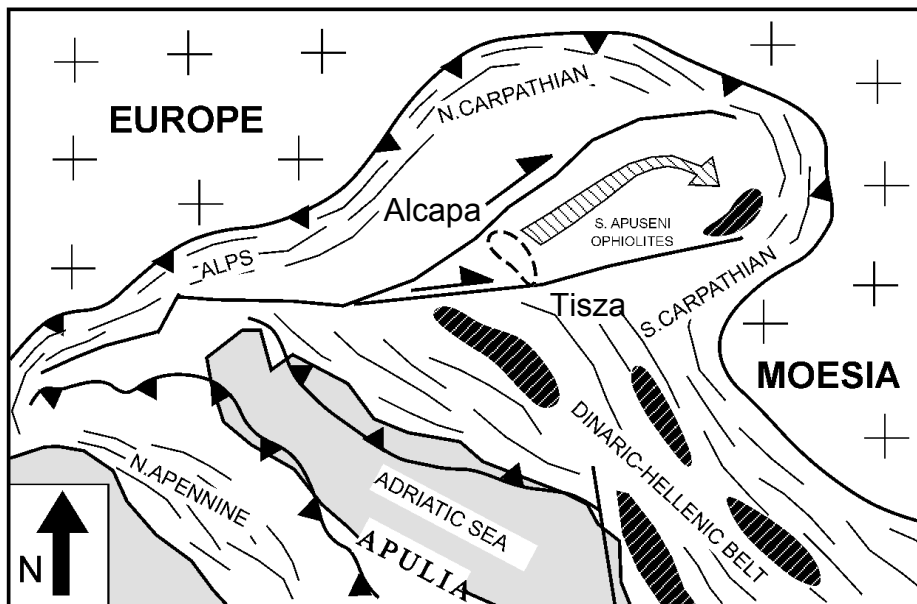 N.CARPATHIAN
EUROPE
Alcapa
S. APUSENI
OPHIOLITES
ALPS
Tisza
S.CARPATHIAN
MOESIA
DINARIC-HELLENIC BELT
N.APENNINE
ADRIATIC SEA
APULIA
N